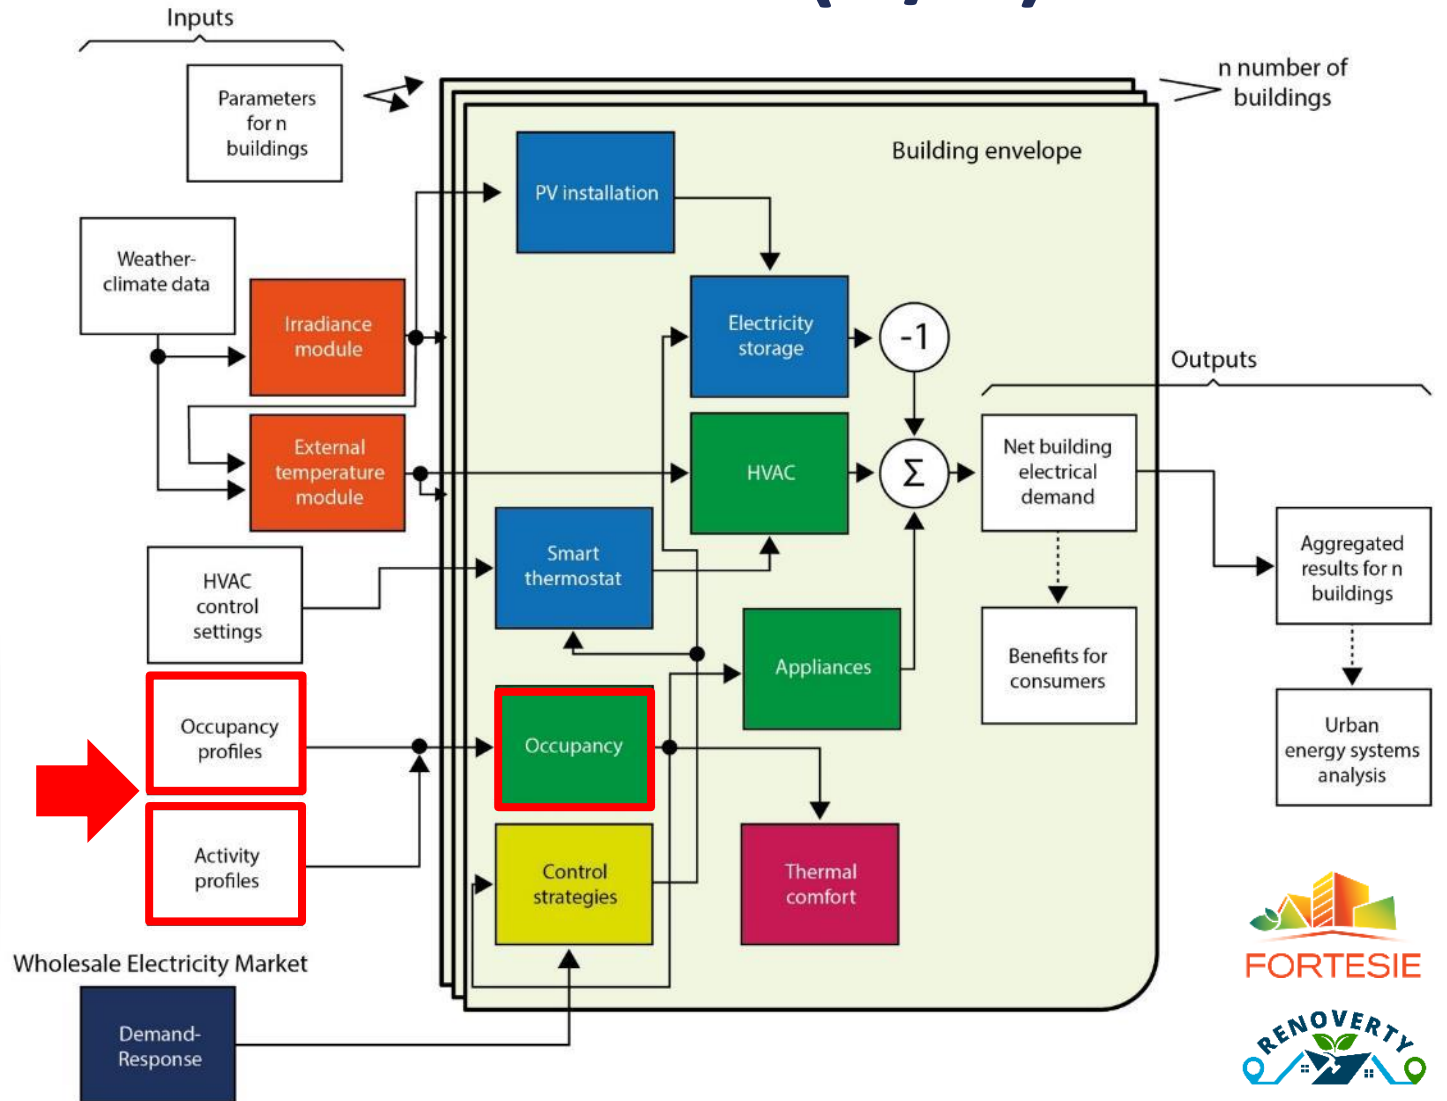 Inputs
Parameters
for n
buildings
n number of
buildings
Building envelope
PV installation
Weather-
climate data
Irradiance
module
Electricity
storage
-1
Outputs
External
temperature
module
HVAC
Σ
Net building
electrical
demand
Smart
thermostat
HVAC
control
settings
Aggregated
results for n
buildings
Appliances
Benefits for
consumers
Occupancy
profiles
Occupancy
Urban
energy systems
analysis
Activity
profiles
Control
strategies
Thermal
comfort
Wholesale Electricity Market
Demand-
Response
FORTESIE
RENOVERTY